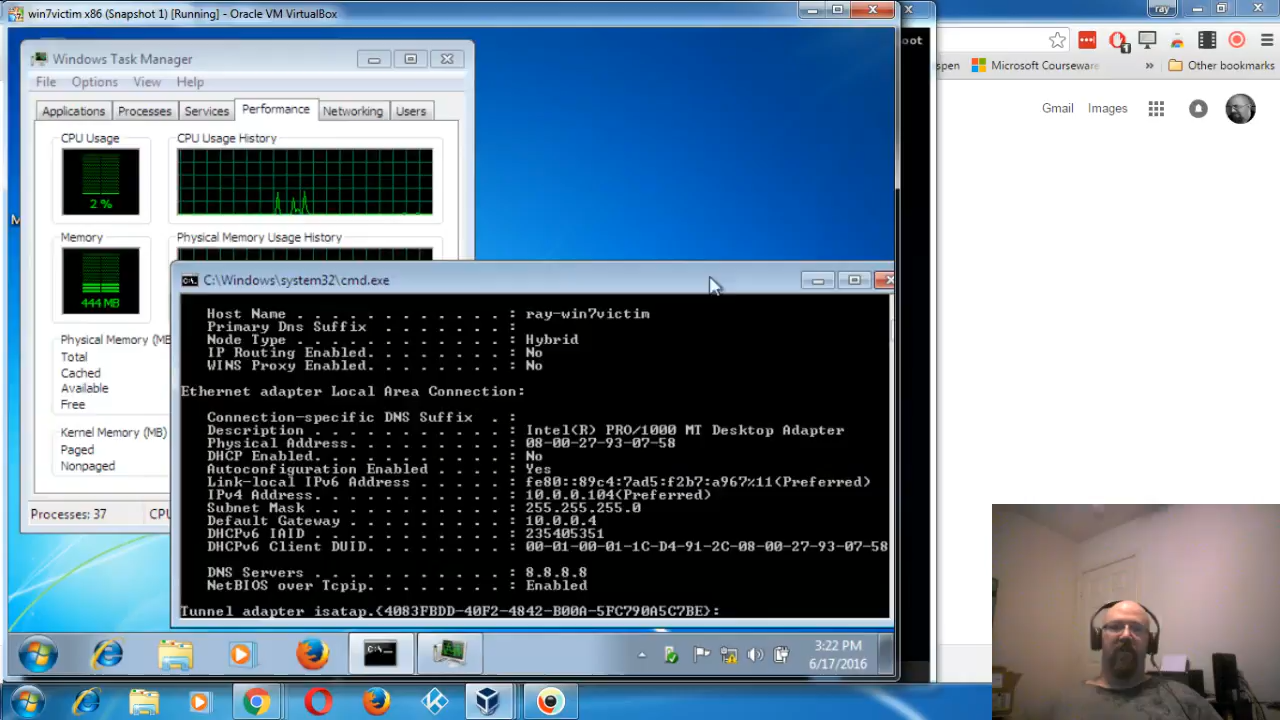 win7victim x86 (Snapshot 1) [Running] - Oracle VM VirtualBox
ray
oot
spen
Microsoft Courseware
»
Other bookmarks
Gmail
Images
Windows Task Manager
File Options View Help
Applications Processes Services Performance Networking Users
CPU Usage
CPU Usage History
2 %
Memory
Physical Memory Usage History
444 MB
Physical Memory (MB
Total
Cached
Available
Free
Kernel Memory (MB)
Paged
Nonpaged
Processes: 37
CPU
C:\Windows\system32\cmd.exe
Host Name . . . . . . . . . . . . : ray-win7victim
Primary Dns Suffix . . . . . . . :
Node Type . . . . . . . . . . . . : Hybrid
IP Routing Enabled. . . . . . . . : No
WINS Proxy Enabled. . . . . . . . : No
Ethernet adapter Local Area Connection:
Connection-specific DNS Suffix . :
Description . . . . . . . . . . . : Intel(R) PRO/1000 MT Desktop Adapter
Physical Address. . . . . . . . . : 08-00-27-93-07-58
DHCP Enabled. . . . . . . . . . . : No
Autoconfiguration Enabled . . . . : Yes
Link-local IPv6 Address . . . . . : fe80::89c4:7ad5:f2b7:a967%11(Preferred)
IPv4 Address. . . . . . . . . . . : 10.0.0.104(Preferred)
Subnet Mask . . . . . . . . . . . : 255.255.255.0
Default Gateway . . . . . . . . . : 10.0.0.4
DHCPv6 IAID . . . . . . . . . . . : 235405351
DHCPv6 Client DUID. . . . . . . . : 00-01-00-01-1C-D4-91-2C-08-00-27-93-07-58
DNS Servers . . . . . . . . . . . : 8.8.8.8
NetBIOS over Tcpip. . . . . . . . : Enabled
Tunnel adapter isatap.{4083FBDD-40F2-4842-B00A-5FC790A5C7BE}:
3:22 PM
6/17/2016